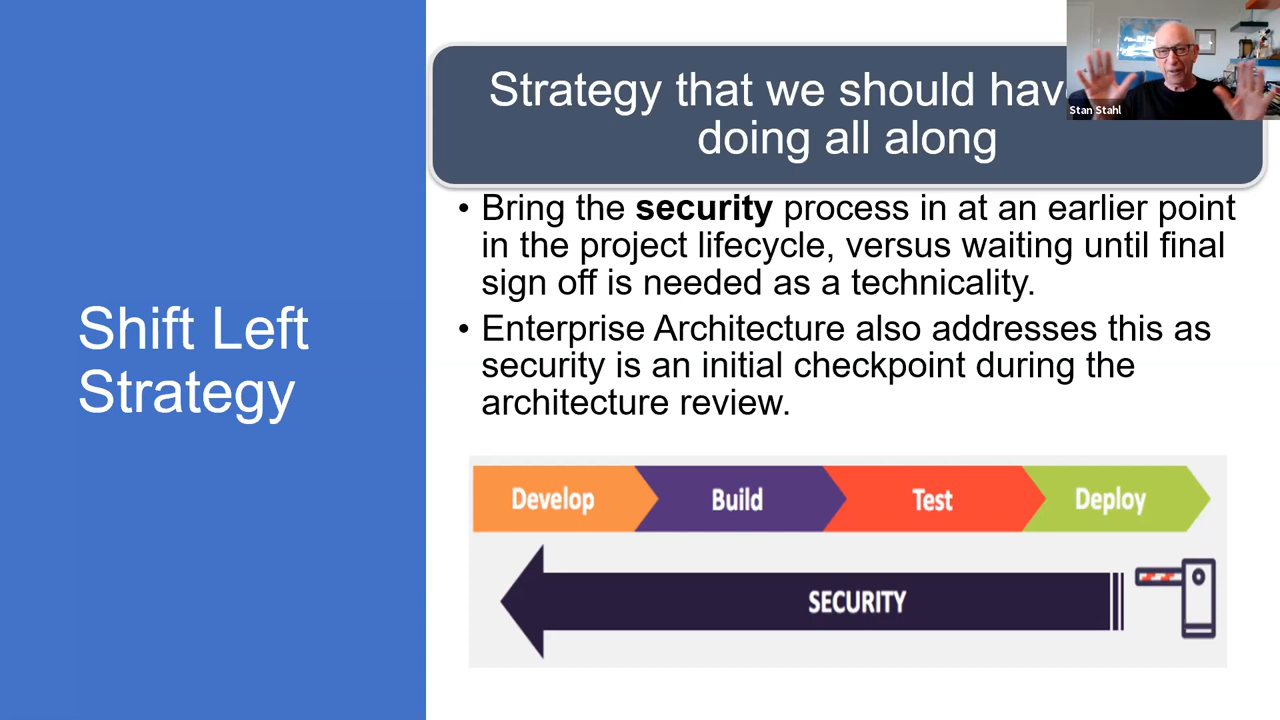 Shift Left
Strategy
Strategy that we should hav
doing all along
Stan Stahl
• Bring the security process in at an earlier point
in the project lifecycle, versus waiting until final
sign off is needed as a technicality.
• Enterprise Architecture also addresses this as
security is an initial checkpoint during the
architecture review.
Develop
Build
Test
Deploy
SECURITY